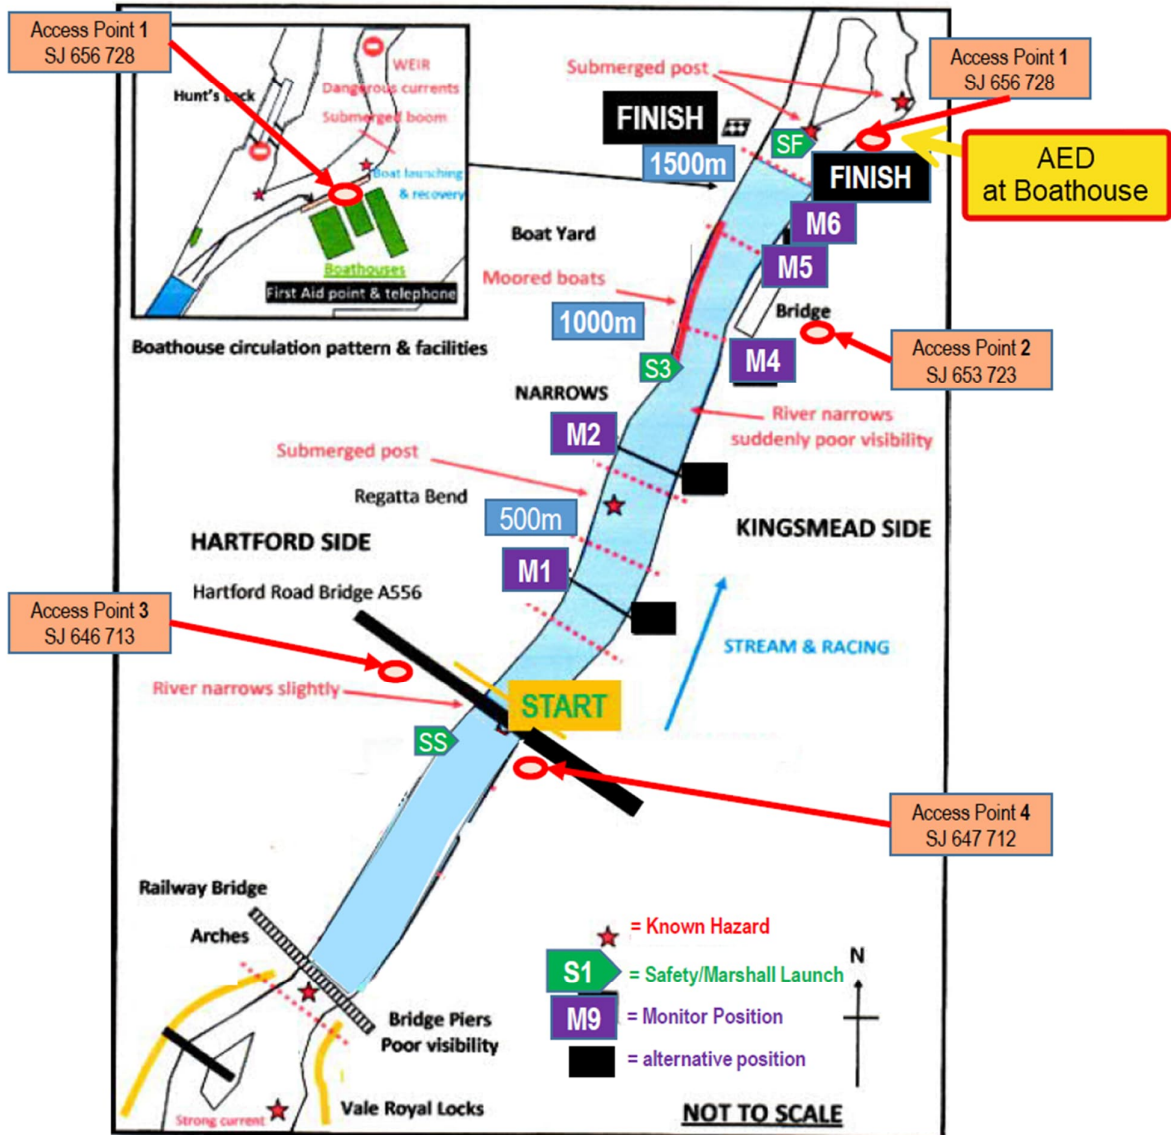 Access Point 1
SJ 656 728
WEIR
Dangerous currents
Hunt's Lock
Submerged boom
Boat launching
& recovery
Boathouses
First Aid point & telephone
Boathouse circulation pattern & facilities
Submerged post
FINISH
1500m
SF
Access Point 1
SJ 656 728
AED
at Boathouse
FINISH
M6
Boat Yard
M5
Moored boats
1000m
Bridge
Access Point 2
SJ 653 723
S3
M4
NARROWS
River narrows
suddenly poor visibility
M2
Submerged post
Regatta Bend
500m
KINGSMEAD SIDE
HARTFORD SIDE
M1
Hartford Road Bridge A556
Access Point 3
SJ 646 713
STREAM & RACING
River narrows slightly
START
SS
Access Point 4
SJ 647 712
Railway Bridge
Arches
Bridge Piers
Poor visibility
Strong current
Vale Royal Locks
= Known Hazard
S1
= Safety/Marshall Launch
M9
= Monitor Position
= alternative position
N
NOT TO SCALE